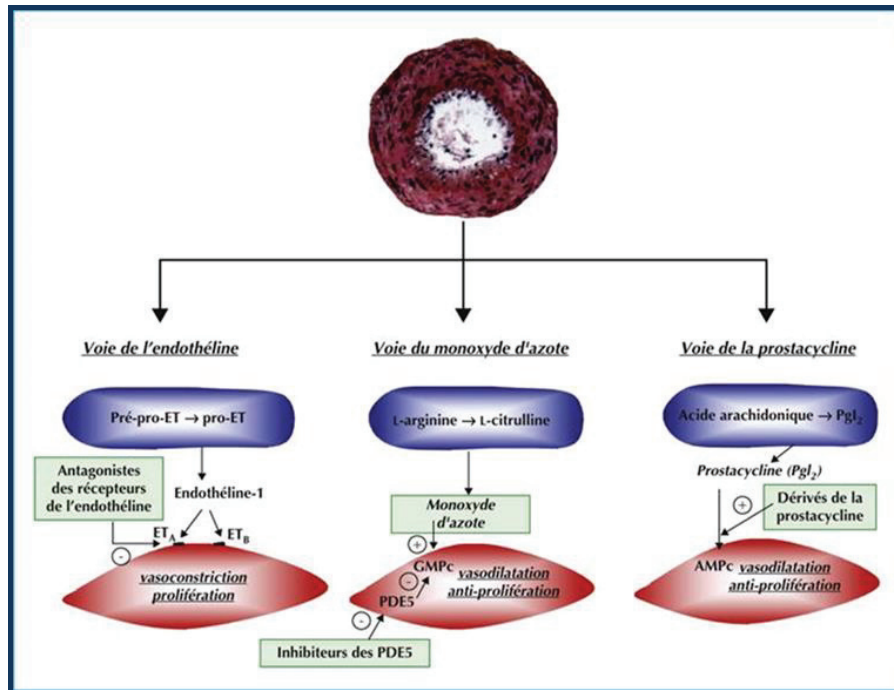 Voie de l'endothéline
Pré-pro-ET → pro-ET
Antagonistes
des récepteurs
de l'endothéline
Endothéline-1
ET_A
ET_B
-
vasoconstriction
prolifération
Voie du monoxyde d'azote
L-arginine → L-citrulline
Monoxyde
d'azote
+
GMPc
-
PDE5
vasodilatation
anti-prolifération
-
Inhibiteurs des PDE5
Voie de la prostacycline
Acide arachidonique → PgI₂
Prostacycline (PgI₂)
+
Dérivés de la
prostacycline
AMPc
vasodilatation
anti-prolifération